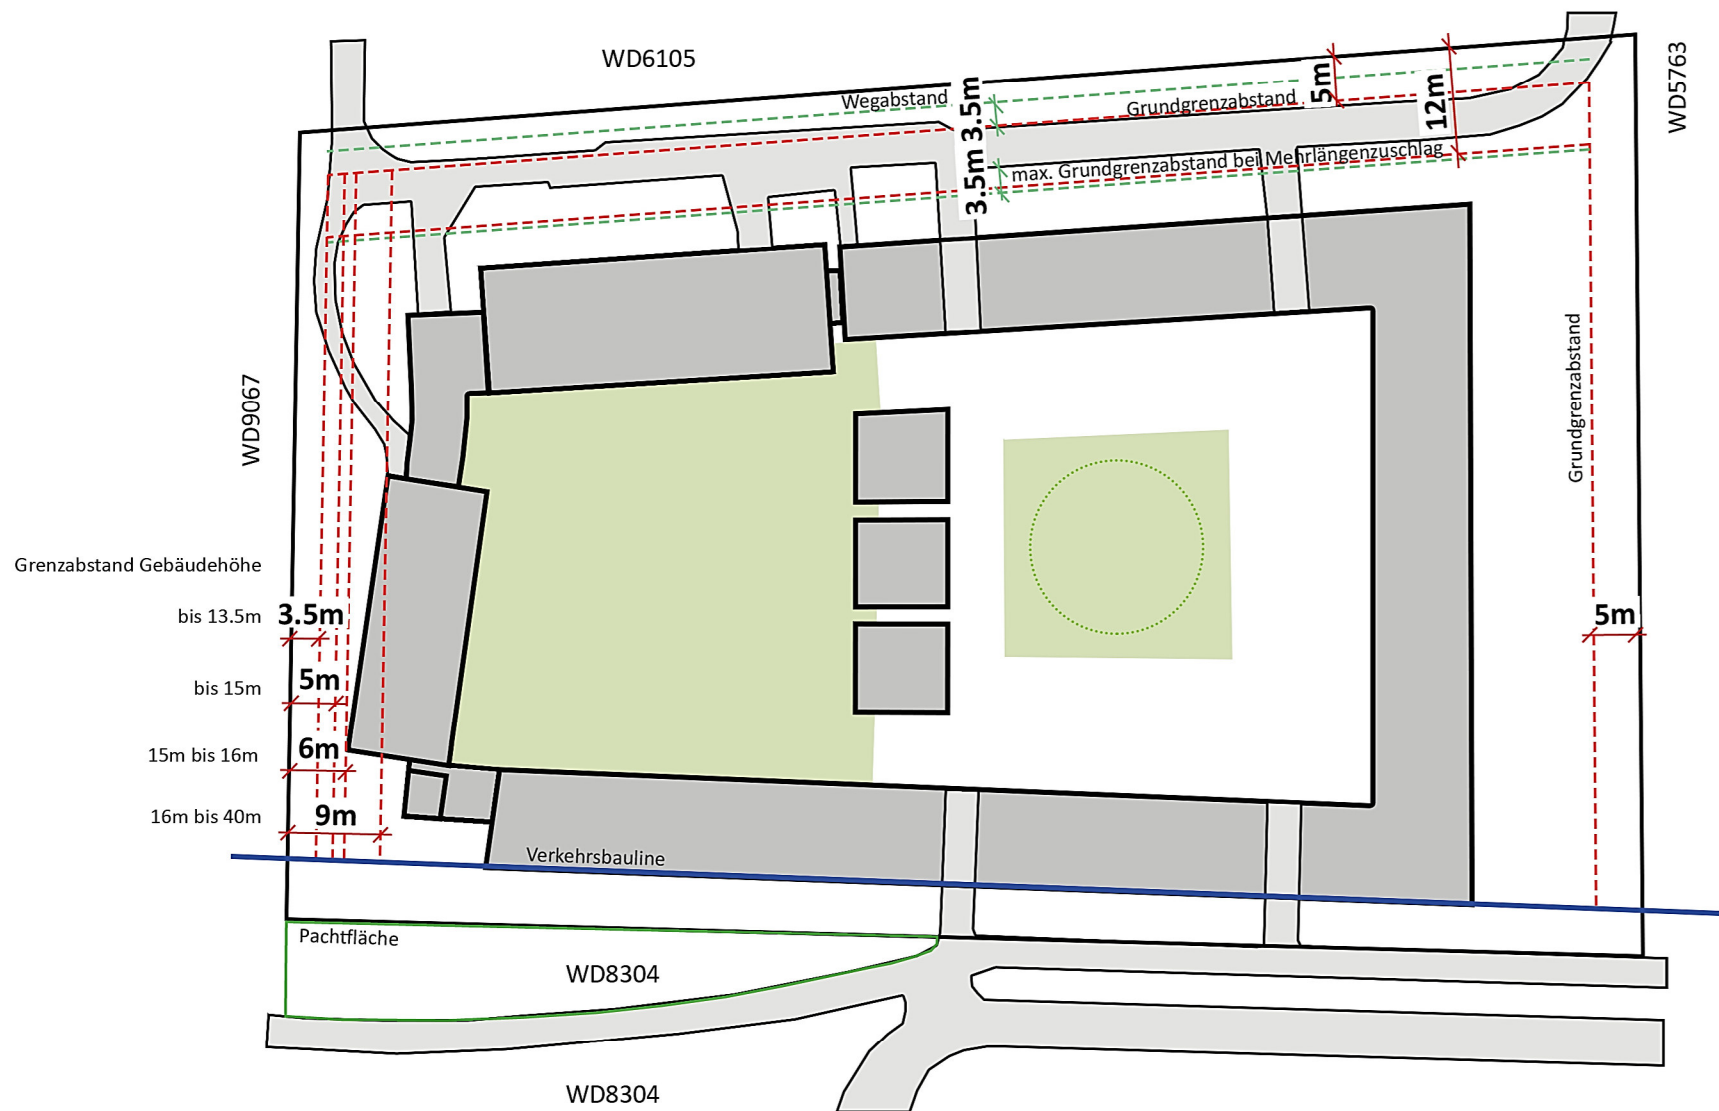 WD6105
WD5763
Wegabstand
3.5m
Grundgrenzabstand
5m
12m
3.5m
max. Grundgrenzabstand bei Mehrlängenzuschlag
WD9067
Grundgrenzabstand
Grenzabstand Gebäudehöhe
bis 13.5m
3.5m
5m
bis 15m
5m
15m bis 16m
6m
16m bis 40m
9m
Verkehrsbauline
Pachtfläche
WD8304
WD8304